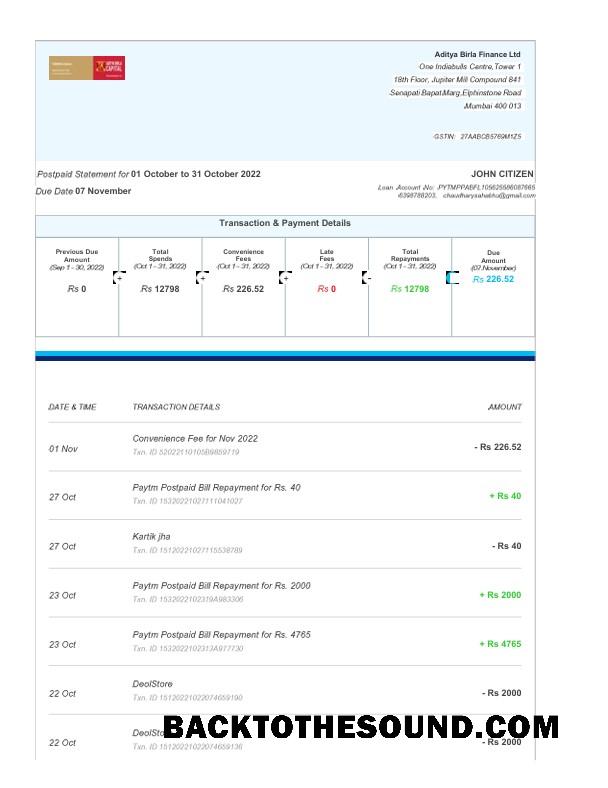 ADITYA BIRLA
CAPITAL
Aditya Birla Finance Ltd
One Indiabulls Centre,Tower 1
18th Floor, Jupiter Mill Compound 841
Senapati Bapat Marg,Elphinstone Road
Mumbai 400 013
GSTIN: 27AABCB5769M1Z5
Postpaid Statement for 01 October to 31 October 2022
JOHN CITIZEN
Due Date 07 November
Loan Account No: PYTMPPABFL105625586087665
6398788203, chaudharysahabhu@gmail.com
Transaction & Payment Details
Previous Due Amount (Sep 1 - 30, 2022) Rs 0
+
Total Spends (Oct 1 - 31, 2022) Rs 12798
+
Convenience Fees (Oct 1 - 31, 2022) Rs 226.52
+
Late Fees (Oct 1 - 31, 2022) Rs 0
-
Total Repayments (Oct 1 - 31, 2022) Rs 12798
Due Amount (07.November) Rs 226.52
DATE & TIME TRANSACTION DETAILS AMOUNT
Convenience Fee for Nov 2022
01 Nov - Rs 226.52
Txn. ID 52022110105B9859719
Paytm Postpaid Bill Repayment for Rs. 40
27 Oct + Rs 40
Txn. ID 15320221027111041027
Kartik jha
27 Oct - Rs 40
Txn. ID 15120221027115538789
Paytm Postpaid Bill Repayment for Rs. 2000
23 Oct + Rs 2000
Txn. ID 1532022102319A983306
Paytm Postpaid Bill Repayment for Rs. 4765
23 Oct + Rs 4765
Txn. ID 1532022102313A977730
DeolStore
22 Oct - Rs 2000
Txn. ID 15120221022074659190
DeolSto
BACKTOTHESOUND.COM
22 Oct - Rs 2000
Txn. ID 15120221022074659136